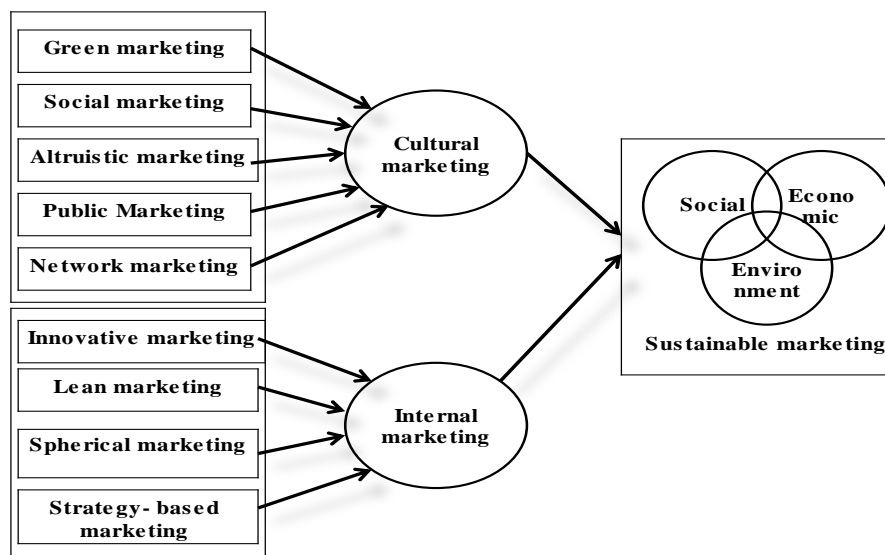 Green marketing
Social marketing
Altruistic marketing
Public Marketing
Network marketing
Cultural
marketing
Innovative marketing
Lean marketing
Spherical marketing
Strategy- based
marketing
Internal
marketing
Social
Econo
mic
Enviro
nment
Sustainable marketing